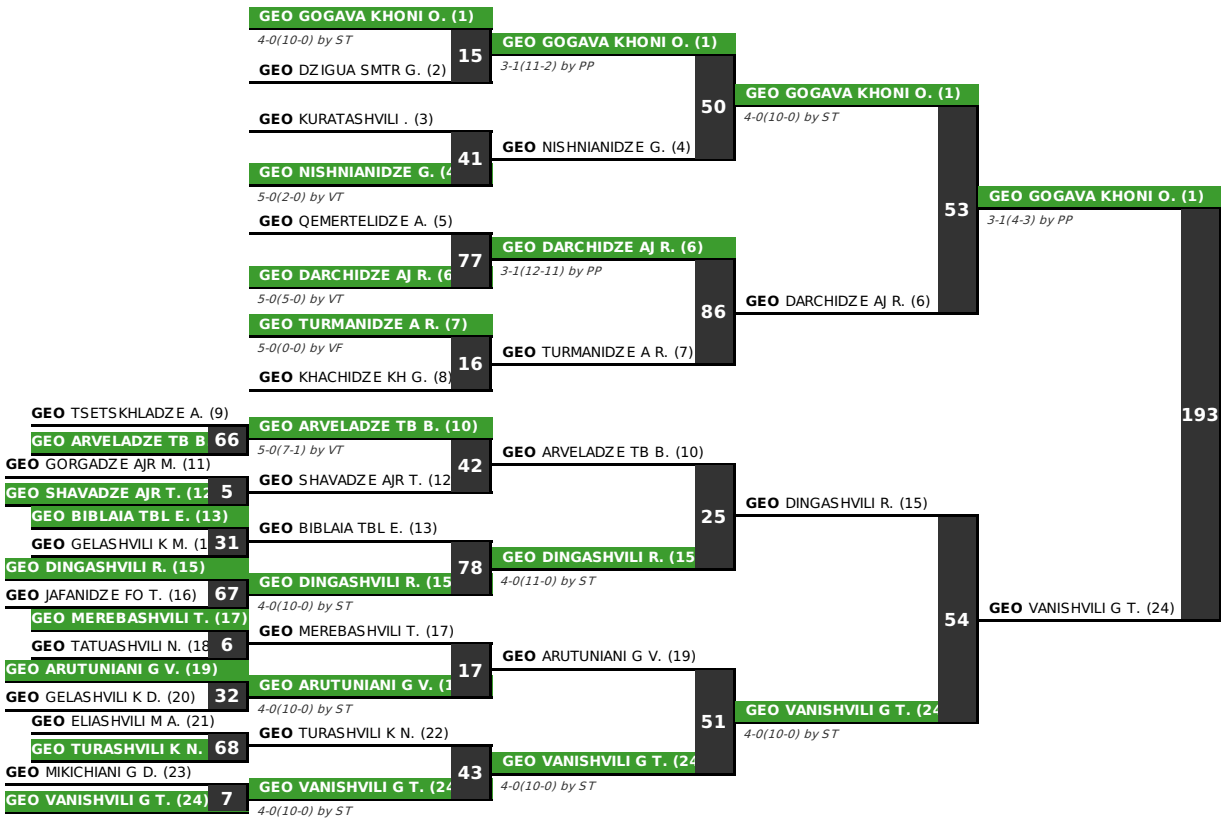 GEO GOGAVA KHONI O. (1)
4-0(10-0) by ST
15
GEO DZIGUA SMTR G. (2)
GEO KURATASHVILI . (3)
41
GEO NISHNIANIDZE G. (4
5-0(2-0) by VT
GEO QEMERTELIDZE A. (5)
77
GEO DARCHIDZE AJ R. (6
5-0(5-0) by VT
GEO TURMANIDZE A R. (7)
5-0(0-0) by VF
16
GEO KHACHIDZE KH G. (8)
GEO TSETSKHLADZE A. (9)
GEO ARVELADZE TB B 66
GEO GORGADZE AJR M. (11)
GEO SHAVADZE AJR T. (12 5
GEO BIBLAIA TBL E. (13)
GEO GELASHVILI K M. (1 31
GEO DINGASHVILI R. (15)
GEO JAFANIDZE FO T. (16) 67
GEO MEREBASHVILI T. (17)
GEO TATUASHVILI N. (18 6
GEO ARUTUNIANI G V. (19)
GEO GELASHVILI K D. (20) 32
GEO ELIASHVILI M A. (21)
GEO TURASHVILI K N. 68
GEO MIKICHIANI G D. (23)
GEO VANISHVILI G T. (24) 7
GEO ARVELADZE TB B. (10)
5-0(7-1) by VT
42
GEO SHAVADZE AJR T. (12
GEO BIBLAIA TBL E. (13)
78
GEO DINGASHVILI R. (15
4-0(10-0) by ST
GEO MEREBASHVILI T. (17)
17
GEO ARUTUNIANI G V. (1
4-0(10-0) by ST
GEO TURASHVILI K N. (22)
43
GEO VANISHVILI G T. (24
4-0(10-0) by ST
GEO GOGAVA KHONI O. (1)
3-1(11-2) by PP
50
GEO NISHNIANIDZE G. (4)
GEO DARCHIDZE AJ R. (6)
3-1(12-11) by PP
86
GEO TURMANIDZE A R. (7)
GEO ARVELADZE TB B. (10)
25
GEO DINGASHVILI R. (15
4-0(11-0) by ST
GEO ARUTUNIANI G V. (19)
51
GEO VANISHVILI G T. (24
4-0(10-0) by ST
GEO GOGAVA KHONI O. (1)
4-0(10-0) by ST
53
GEO DARCHIDZE AJ R. (6)
GEO DINGASHVILI R. (15)
54
GEO VANISHVILI G T. (24
4-0(10-0) by ST
GEO GOGAVA KHONI O. (1)
3-1(4-3) by PP
193
GEO VANISHVILI G T. (24)